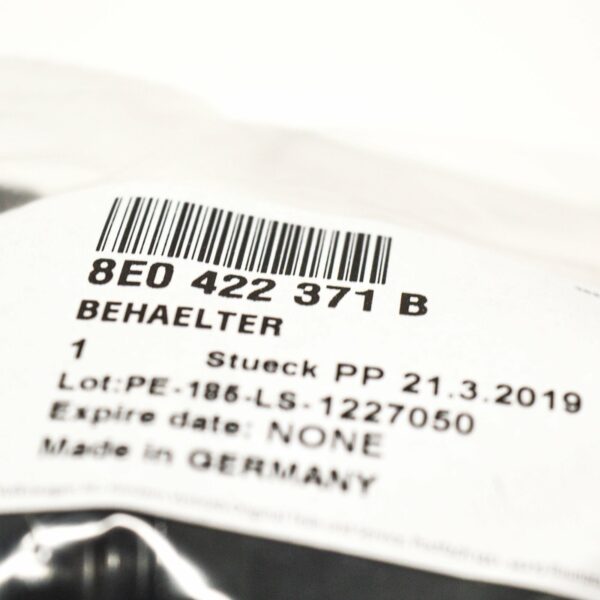 8E0 422 371 B
BEHAELTER
1 Stueck PP 21.3.2019
Lot:PE-185-LS-1227050
Expire date: NONE
Made in GERMANY